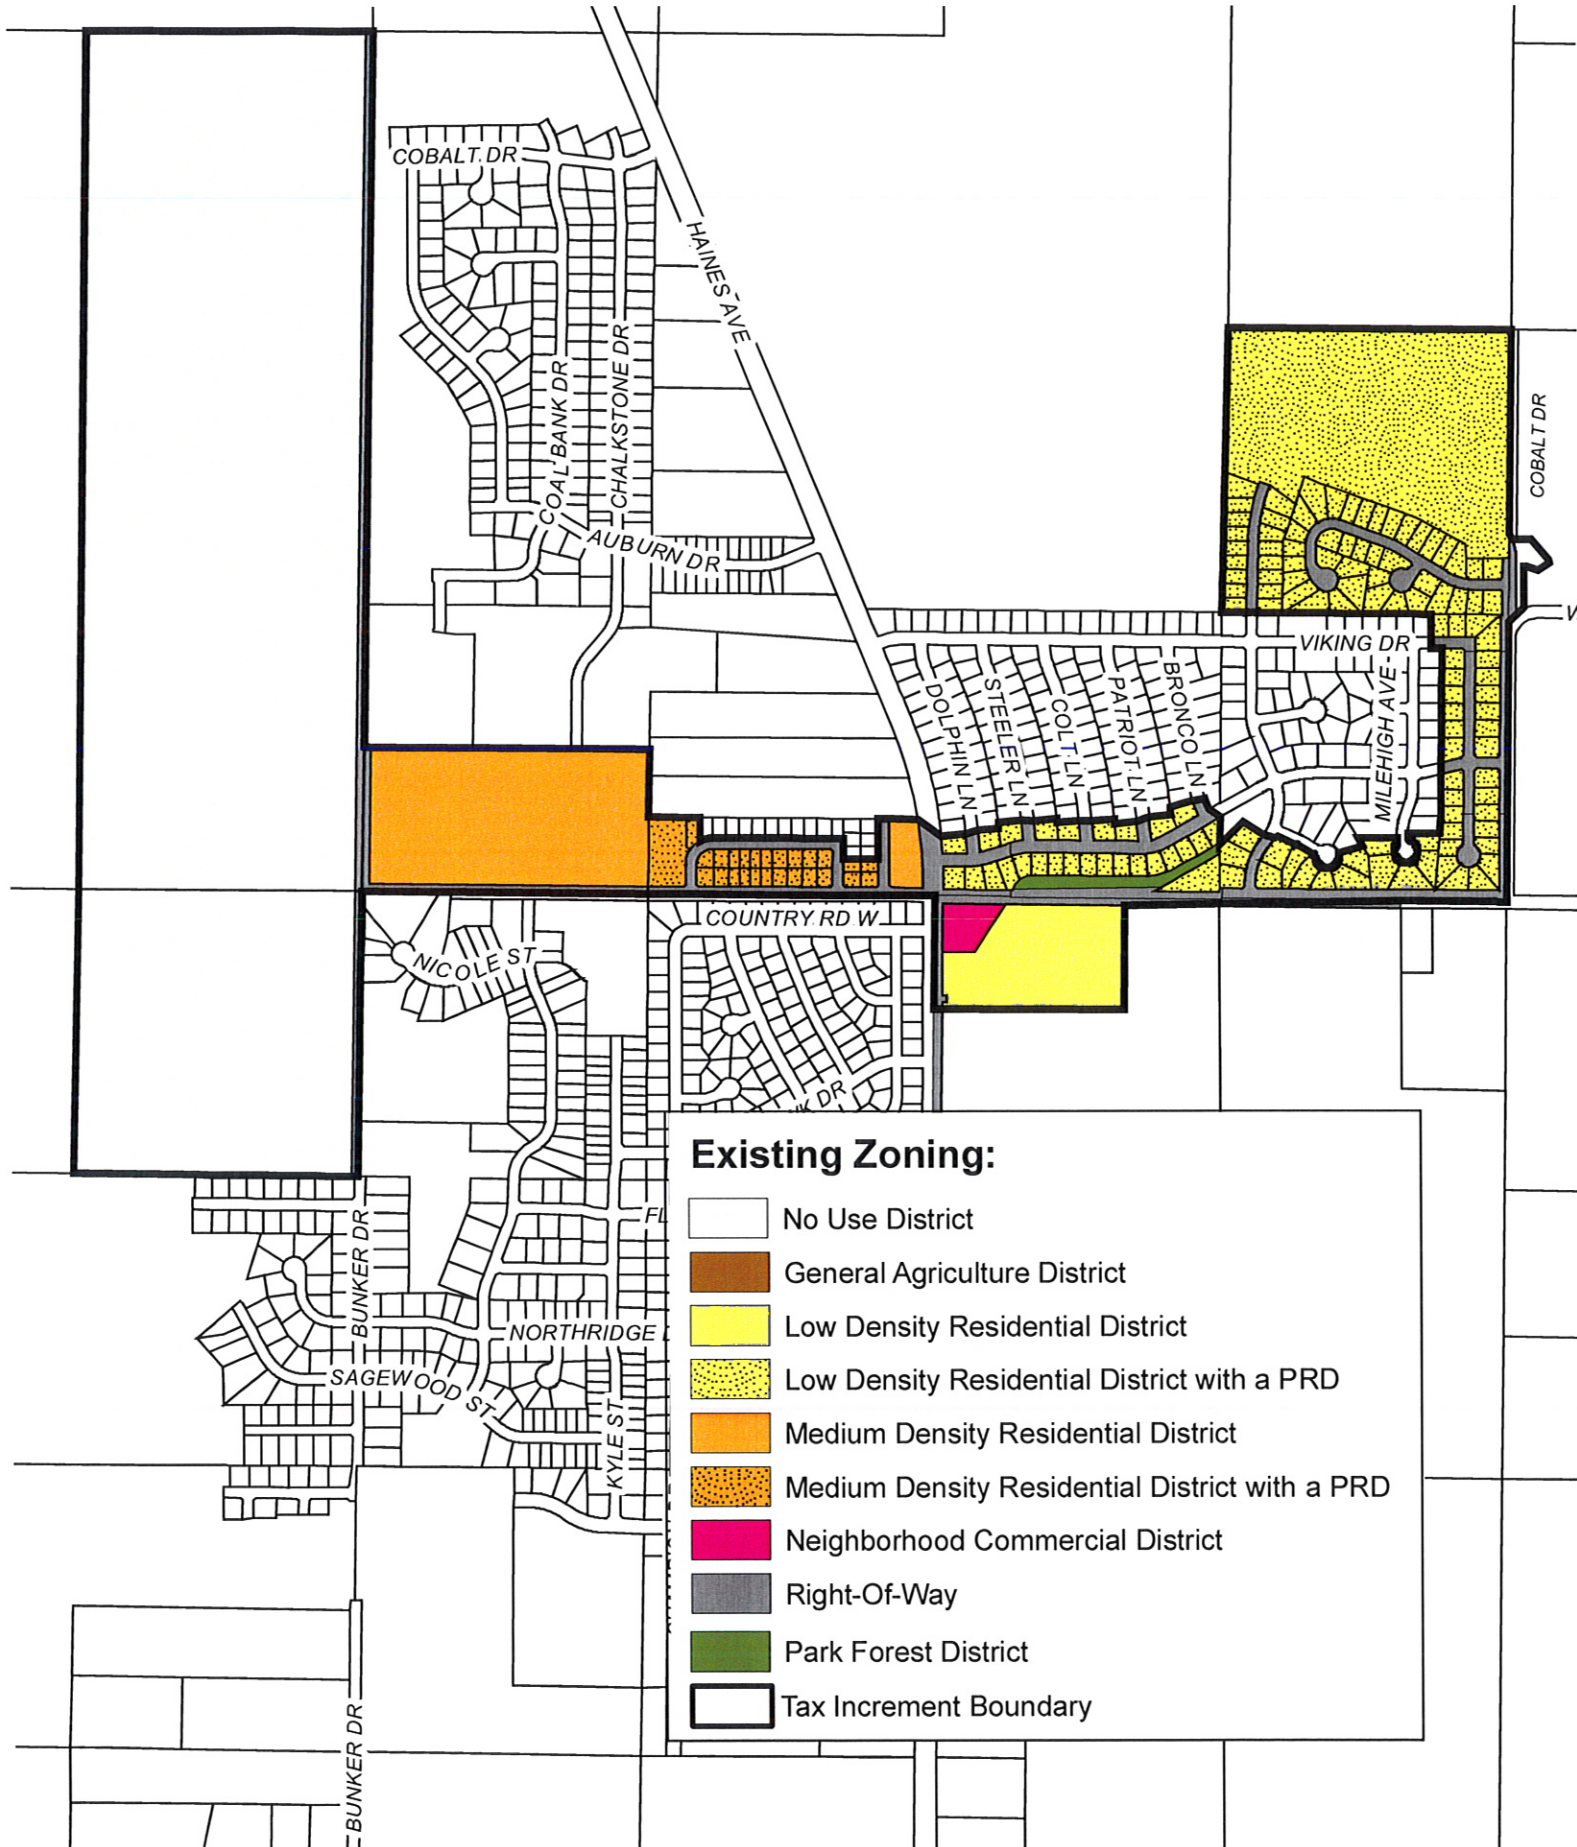 COBALT DR
HAINES AVE
COAL BANK DR
CHALKSTONE DR
COBALT DR
AUBURN DR
VIKING DR
DOLPHIN LN
STEELER LN
COLT LN
PATRIOT LN
BRONCO LN
MILEHIGH AVE
COUNTRY RD W
NICOLE ST
DR
Existing Zoning:
No Use District
General Agriculture District
Low Density Residential District
Low Density Residential District with a PRD
Medium Density Residential District
Medium Density Residential District with a PRD
Neighborhood Commercial District
Right-Of-Way
Park Forest District
Tax Increment Boundary
BUNKER DR
NORTHRIDGE
SAGEWOOD ST
KYLE ST
BUNKER DR